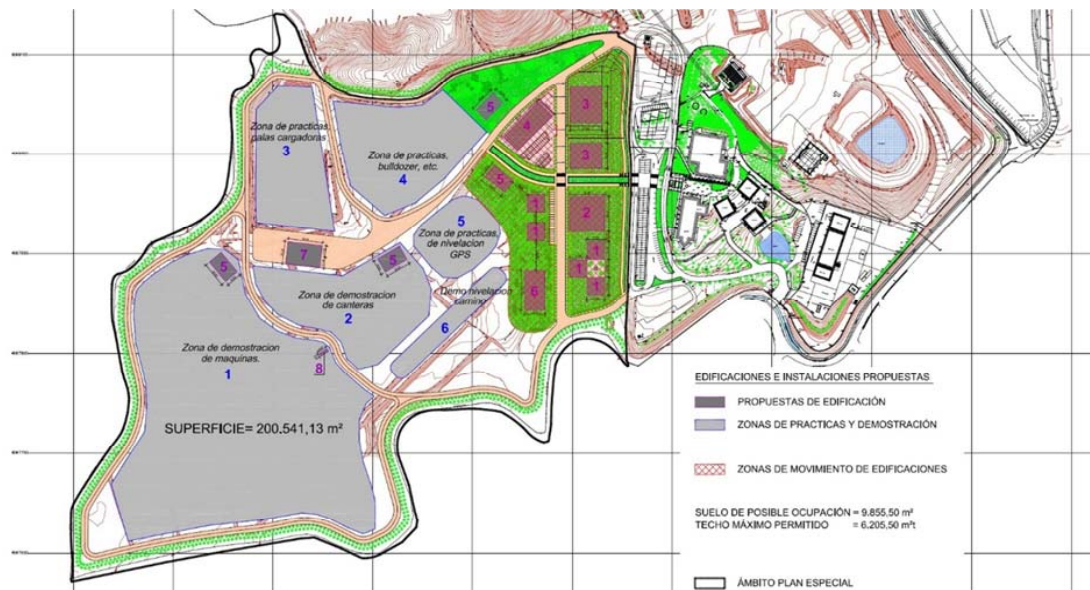 5
3
4
Zona de practicas,
palas cargadoras
3
Zona de practicas,
bulldozer, etc.
4
3
5
1
2
5
Zona de practicas,
de nivelacion
GPS
1
7
5
5
1
1
1
6
Demo nivelacion
camino
Zona de demostracion
de canteras
2
6
Zona de demostracion
de maquinas.
1
8
SUPERFICIE= 200.541,13 m²
EDIFICACIONES E INSTALACIONES PROPUESTAS
PROPUESTAS DE EDIFICACIÓN
ZONAS DE PRACTICAS Y DEMOSTRACIÓN
ZONAS DE MOVIMIENTO DE EDIFICACIONES
SUELO DE POSIBLE OCUPACIÓN = 9.855,50 m²
TECHO MÁXIMO PERMITIDO = 6.205,50 m²t
ÁMBITO PLAN ESPECIAL